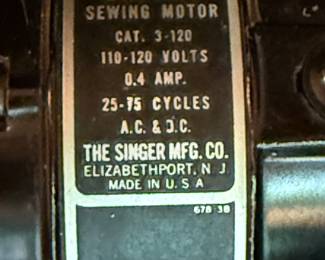 SEWING MOTOR
CAT. 3-120
110-120 VOLTS
0.4 AMP.
25-75 CYCLES
A.C. & D.C.
THE SINGER MFG. CO.
ELIZABETHPORT, N J
MADE IN U. S A
678 38